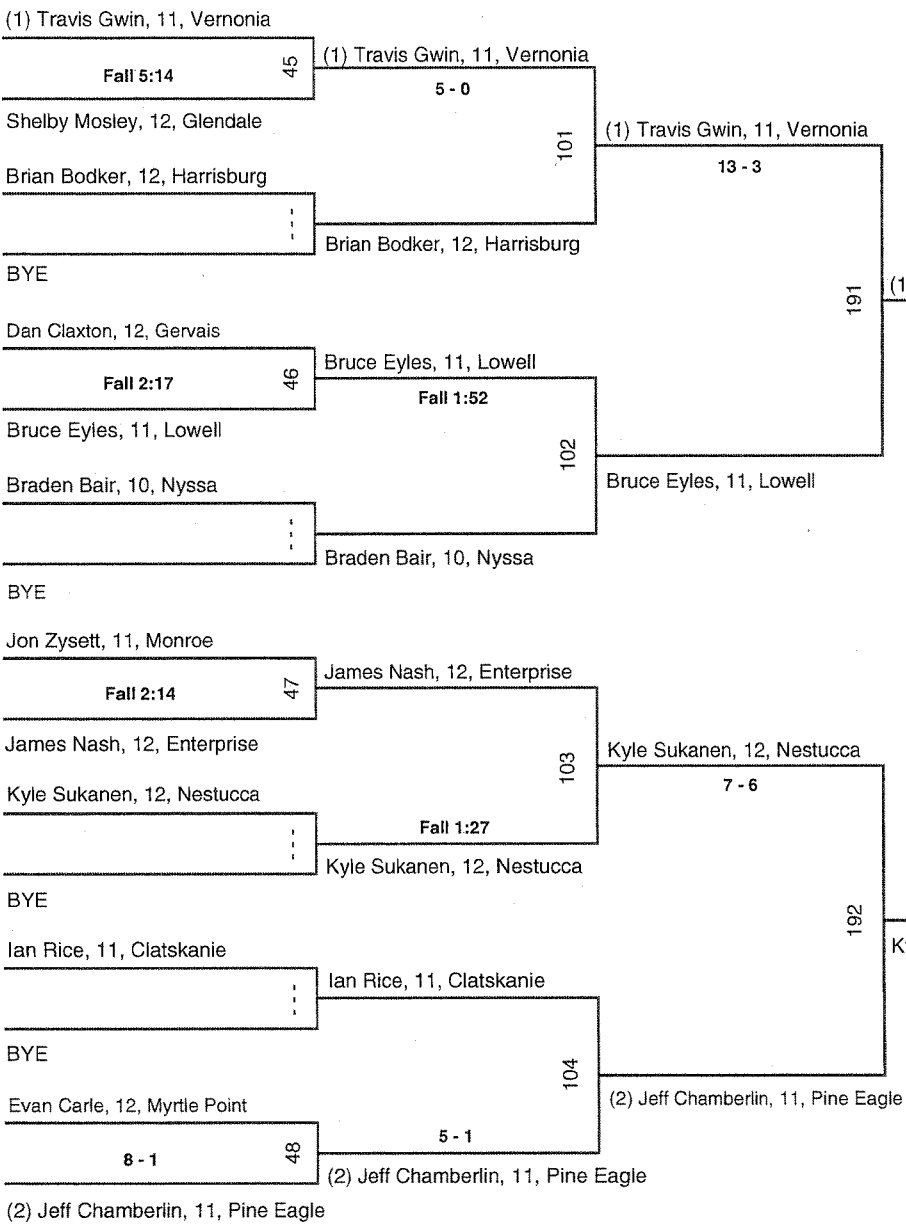 (1) Travis Gwin, 11, Vernonia
Fall 5:14
45
Shelby Mosley, 12, Glendale
Brian Bodker, 12, Harrisburg
BYE
Dan Claxton, 12, Gervais
Fall 2:17
46
Bruce Eyles, 11, Lowell
Braden Bair, 10, Nyssa
BYE
Jon Zysett, 11, Monroe
Fall 2:14
47
James Nash, 12, Enterprise
Kyle Sukanen, 12, Nestucca
BYE
Ian Rice, 11, Clatskanie
BYE
Evan Carle, 12, Myrtle Point
8 - 1
48
(2) Jeff Chamberlin, 11, Pine Eagle
(1) Travis Gwin, 11, Vernonia
5 - 0
101
Brian Bodker, 12, Harrisburg
Bruce Eyles, 11, Lowell
Fall 1:52
102
Braden Bair, 10, Nyssa
James Nash, 12, Enterprise
103
Fall 1:27
Kyle Sukanen, 12, Nestucca
Ian Rice, 11, Clatskanie
104
5 - 1
(2) Jeff Chamberlin, 11, Pine Eagle
(1) Travis Gwin, 11, Vernonia
13 - 3
191
Bruce Eyles, 11, Lowell
Kyle Sukanen, 12, Nestucca
7 - 6
192
(2) Jeff Chamberlin, 11, Pine Eagle
(1